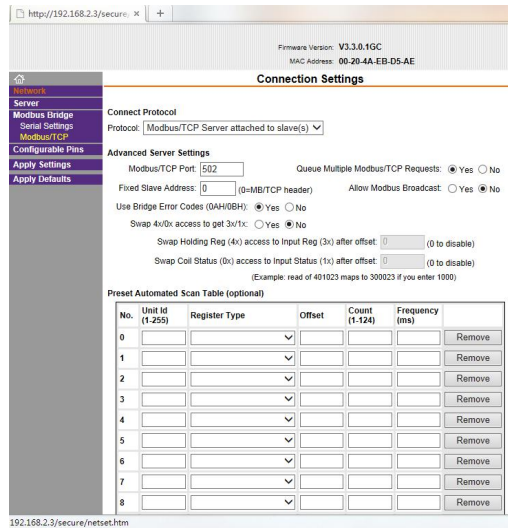 http://192.168.2.3/secure/
Firmware Version: V3.3.0.1GC
MAC Address: 00-20-4A-EB-D5-AE
Connection Settings
Network
Server
Modbus Bridge
Serial Settings
Modbus/TCP
Configurable Pins
Apply Settings
Apply Defaults
Connect Protocol
Protocol: Modbus/TCP Server attached to slave(s)
Advanced Server Settings
Modbus/TCP Port: 502 Queue Multiple Modbus/TCP Requests: Yes No
Fixed Slave Address: 0 (0=MB/TCP header) Allow Modbus Broadcast: Yes No
Use Bridge Error Codes (0AH/0BH): Yes No
Swap 4x/0x access to get 3x/1x: Yes No
Swap Holding Reg (4x) access to Input Reg (3x) after offset: 0 (0 to disable)
Swap Coil Status (0x) access to Input Status (1x) after offset: 0 (0 to disable)
(Example: read of 401023 maps to 300023 if you enter 1000)
Preset Automated Scan Table (optional)
No. Unit Id (1-255) Register Type Offset Count (1-124) Frequency (ms)
0 Remove
1 Remove
2 Remove
3 Remove
4 Remove
5 Remove
6 Remove
7 Remove
8 Remove
192.168.2.3/secure/netset.htm